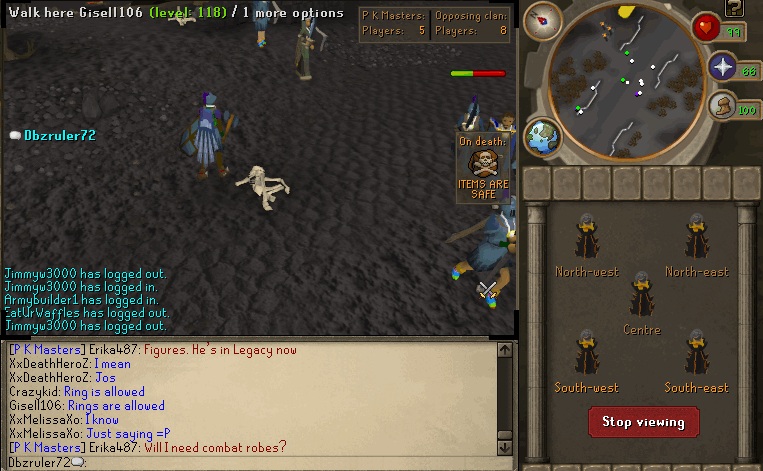 Walk here Gisell106 (level: 118) / 1 more options
P K Masters: Opposing clan:
Players: 5 Players: 8
?
99
66
100
Dbzruler72
On death:
ITEMS ARE
SAFE
Jimmyw3000 has logged out.
Jimmyw3000 has logged in.
Armybuilder1 has logged in.
EatUrWaffles has logged out.
Jimmyw3000 has logged out.
[P K Masters] Erika487: Figures. He's in Legacy now
XxDeathHeroZ: I mean
XxDeathHeroZ: Jos
Crazykid: Ring is allowed
Gisell106: Rings are allowed
XxMelissaXo: I know
XxMelissaXo: Just saying =P
[P K Masters] Erika487: Will I need combat robes?
Dbzruler72:
North-west North-east
Centre
South-west South-east
Stop viewing